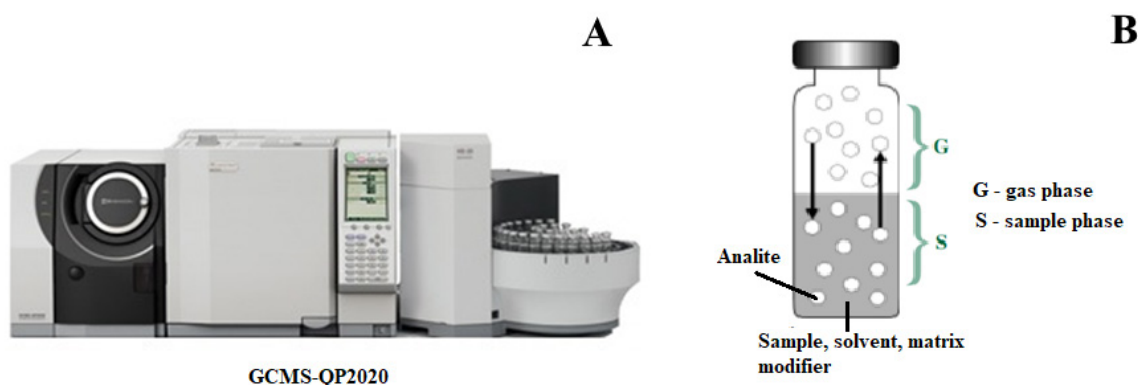 A
GCMS-QP2020
B
G
S
G - gas phase
S - sample phase
Analite
Sample, solvent, matrix
modifier